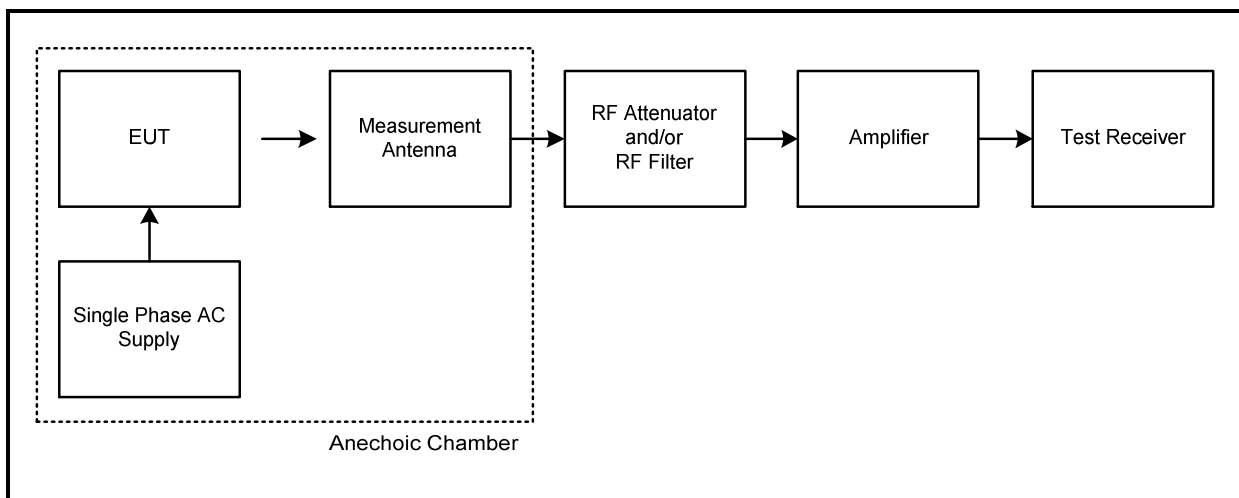 EUT
Measurement
Antenna
RF Attenuator
and/or
RF Filter
Amplifier
Test Receiver
Single Phase AC
Supply
Anechoic Chamber